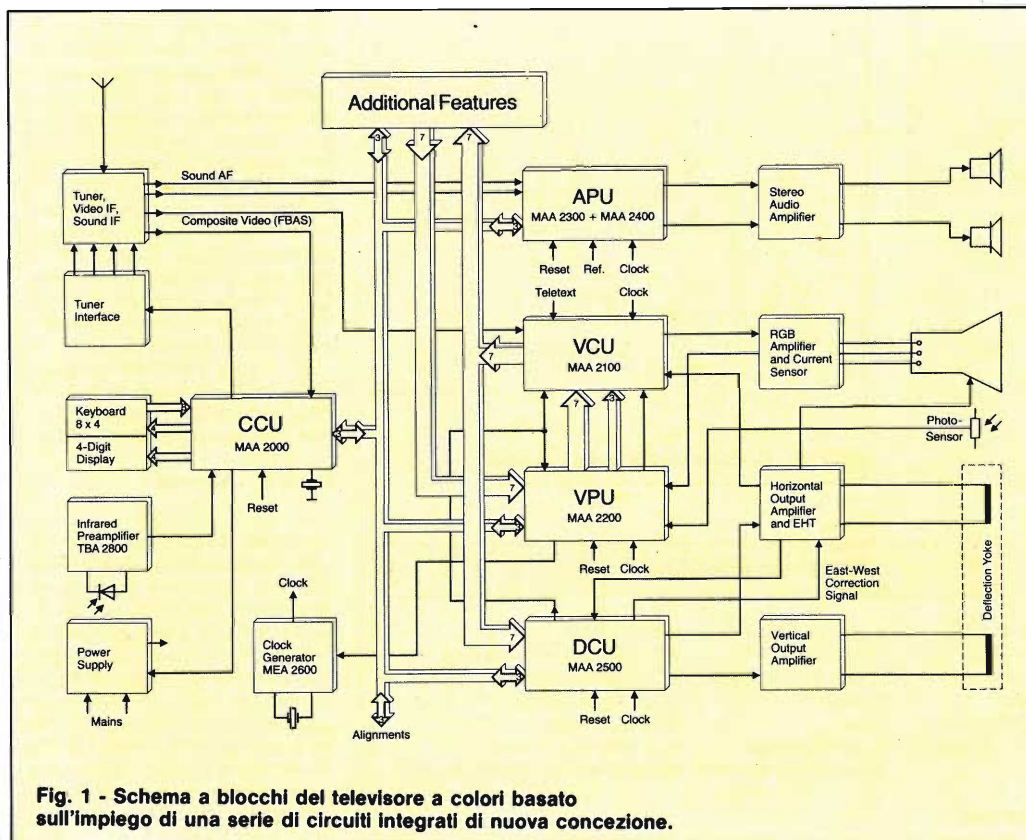 Additional Features
3
7
7
Tuner,
Video IF,
Sound IF
Sound AF
Composite Video (FBAS)
APU
MAA 2300 + MAA 2400
Stereo
Audio
Amplifier
Reset
Ref.
Clock
Teletext
Clock
Tuner
Interface
VCU
MAA 2100
7
RGB
Amplifier
and Current
Sensor
Keyboard
8 x 4
4-Digit
Display
CCU
MAA 2000
Reset
7
3
Photo-
Sensor
VPU
MAA 2200
7
Reset
Clock
Horizontal
Output
Amplifier
and EHT
Infrared
Preamplifier
TBA 2800
East-West
Correction
Signal
Deflection Yoke
Clock
Power
Supply
Mains
Clock
Generator
MEA 2600
DCU
MAA 2500
7
Reset
Clock
Vertical
Output
Amplifier
Alignments
Fig. 1 - Schema a blocchi del televisore a colori basato
sull'impiego di una serie di circuiti integrati di nuova concezione.